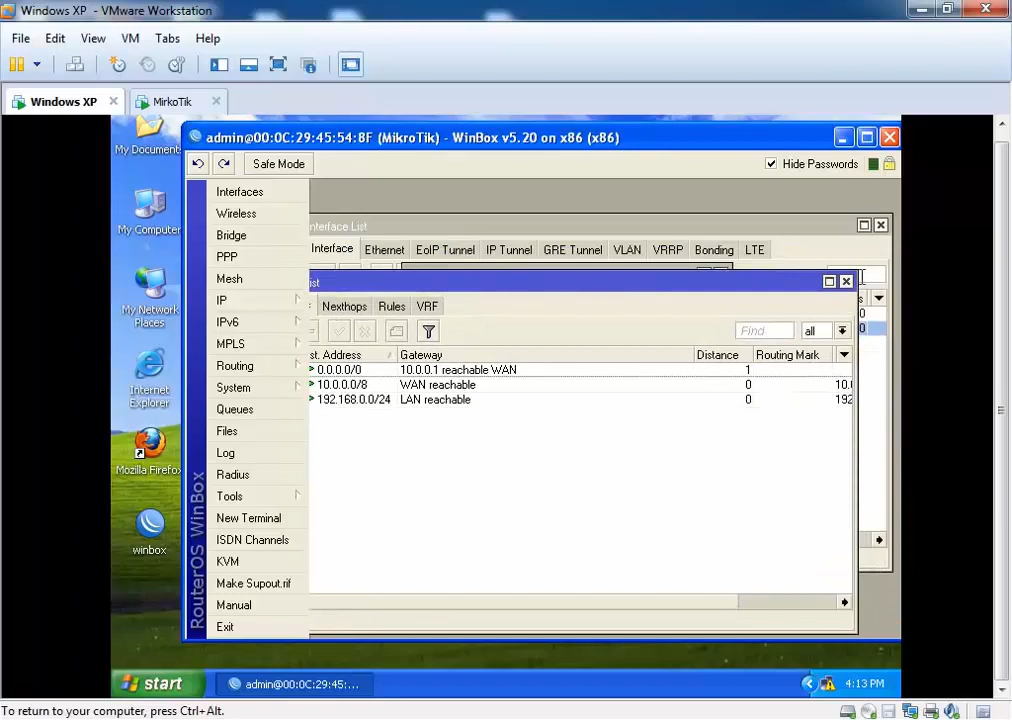 Windows XP - VMware Workstation
File Edit View VM Tabs Help
Windows XP MirkoTik
My Documents
My Computer
My Network
Places
Internet
Explorer
Mozilla Firefox
winbox
admin@00:0C:29:45:54:8F (MikroTik) - WinBox v5.20 on x86 (x86)
Safe Mode Hide Passwords
RouterOS WinBox
Interfaces
Wireless
Bridge
PPP
Mesh
IP
IPv6
MPLS
Routing
System
Queues
Files
Log
Radius
Tools
New Terminal
ISDN Channels
KVM
Make Supout.rif
Manual
Exit
Interface List
Interface Ethernet EoIP Tunnel IP Tunnel GRE Tunnel VLAN VRRP Bonding LTE
ist
Nexthops Rules VRF
Find all
st. Address Gateway Distance Routing Mark
0.0.0.0/0 10.0.0.1 reachable WAN 1
10.0.0.0/8 WAN reachable 0 10.0
192.168.0.0/24 LAN reachable 0 192
start admin@00:0C:29:45:... 4:13 PM
To return to your computer, press Ctrl+Alt.